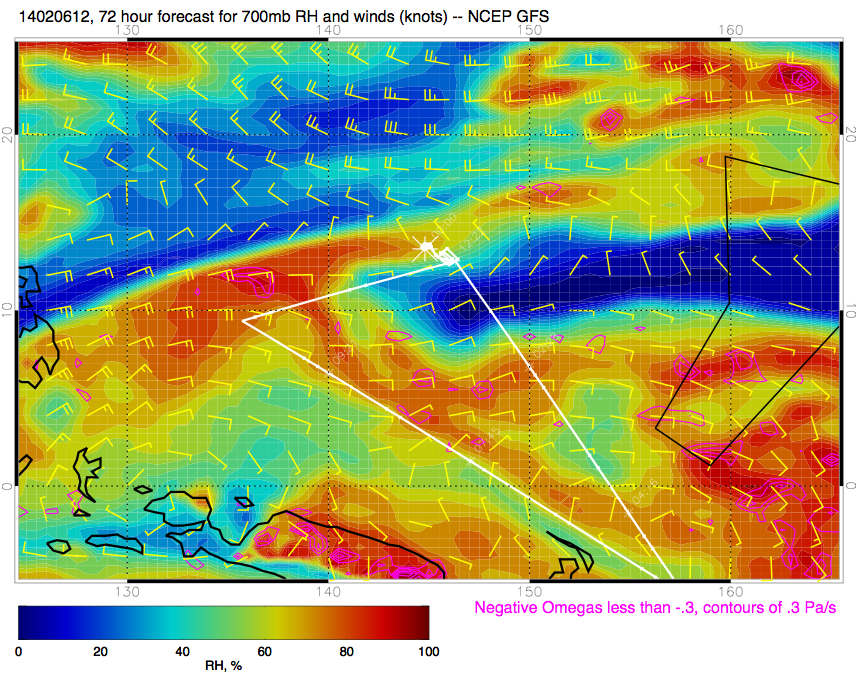 14020612, 72 hour forecast for 700mb RH and winds (knots) -- NCEP GFS
130 140 150 160
20 20
10 10
0 0
130 140 150 160
Negative Omegas less than -.3, contours of .3 Pa/s
0 20 40 60 80 100
RH, %